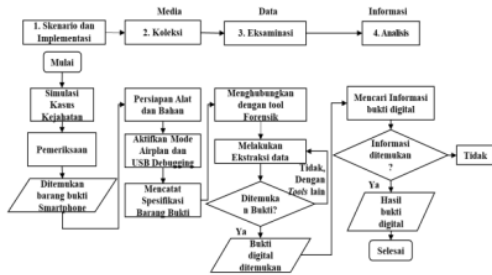 Media
Data
Informasi
1. Skenario dan
Implementasi
2. Koleksi
3. Eksaminasi
4. Analisis
Mulai
Simulasi
Kasus
Kejahatan
Pemeriksaan
Ditemukan
barang bukti
Smartphone
Persiapan Alat
dan Bahan
Aktifkan Mode
Airplan dan
USB Debugging
Mencatat
Spesifikasi
Barang Bukti
Menghubungkan
dengan tool
Forensik
Melakukan
Ekstraksi data
Tidak,
Dengan
Tools lain
Ditemuka
n Bukti?
Ya
Bukti
digital
ditemukan
Mencari Informasi
bukti digital
Informasi
ditemukan
?
Tidak
Ya
Hasil
bukti
digital
Selesai